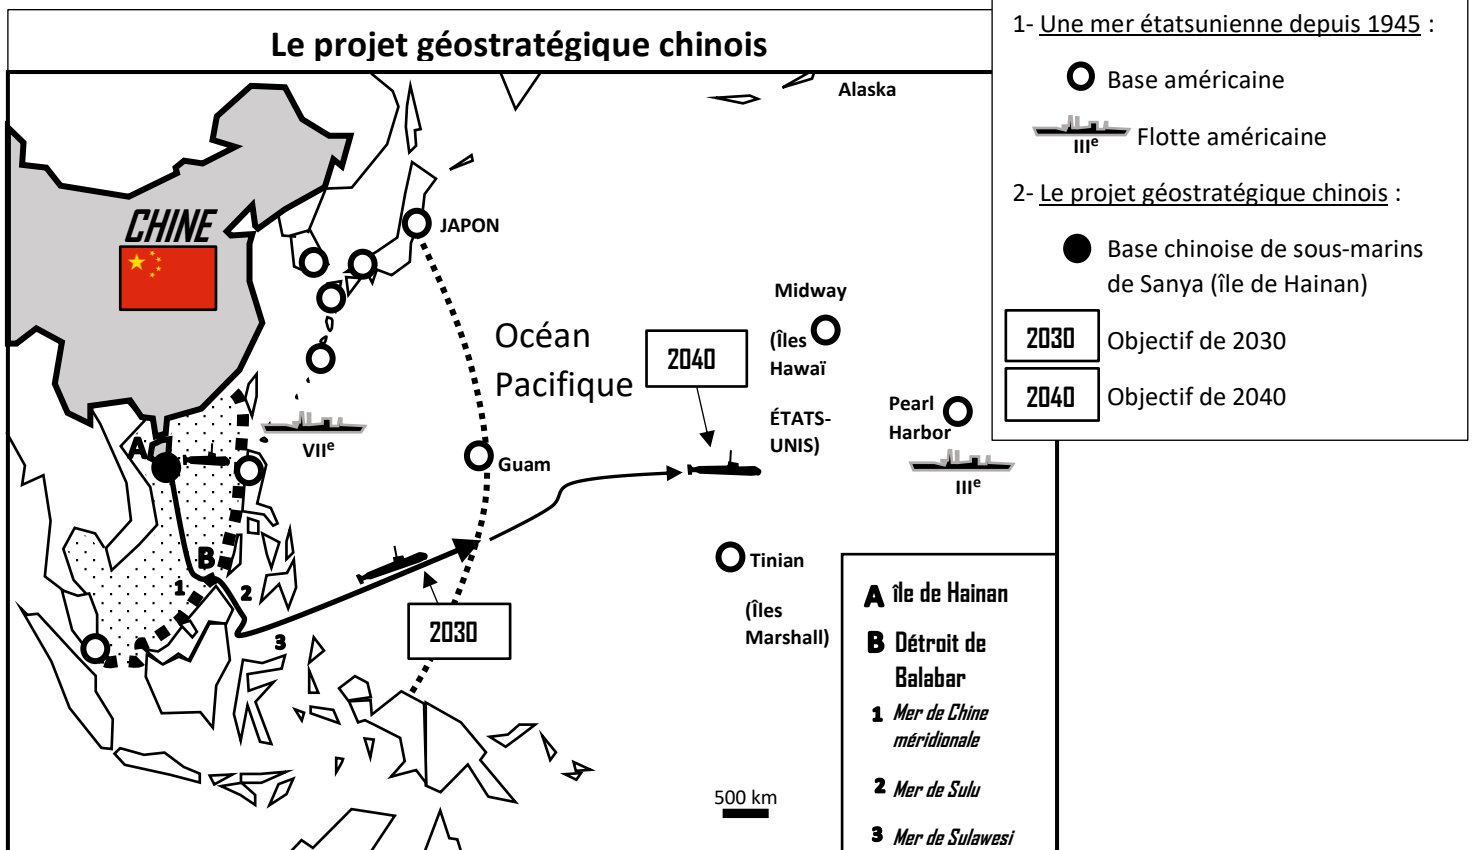 Le projet géostratégique chinois
1- Une mer étatsunienne depuis 1945 :
Base américaine
IIIᵉ
Flotte américaine
2- Le projet géostratégique chinois :
Base chinoise de sous-marins
de Sanya (île de Hainan)
2030
Objectif de 2030
2040
Objectif de 2040
Alaska
CHINE
JAPON
Océan
Pacifique
2040
Midway
(Îles
Hawaï
ÉTATS-
UNIS)
Pearl
Harbor
IIIᵉ
VIIᵉ
A
Guam
B
1
2
3
2030
Tinian
(Îles
Marshall)
500 km
A île de Hainan
B Détroit de
Balabar
1 Mer de Chine
méridionale
2 Mer de Sulu
3 Mer de Sulawesi